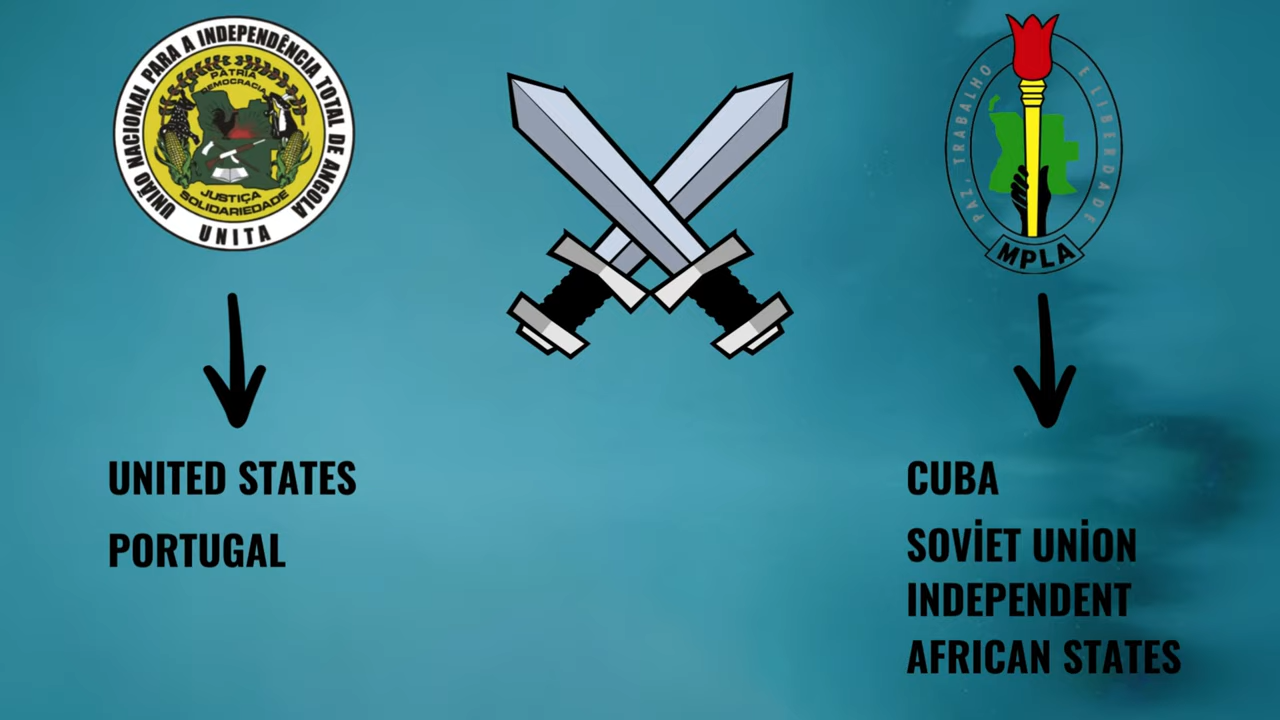 UNIÃO NACIONAL PARA A INDEPENDÊNCIA TOTAL DE ANGOLA
PÁTRIA
DEMOCRACIA
JUSTIÇA
SOLIDARIEDADE
UNITA
PAZ, TRABALHO E LIBERDADE
MPLA
UNITED STATES
PORTUGAL
CUBA
SOVİET UNİON
INDEPENDENT
AFRICAN STATES